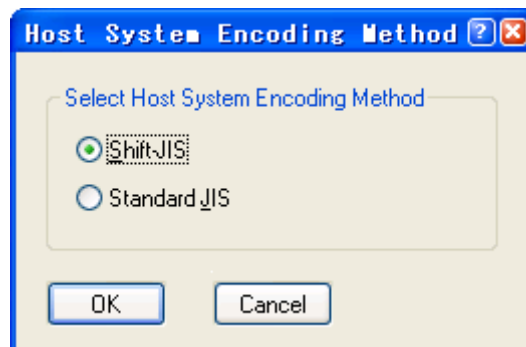 Host System Encoding Method ?
Select Host System Encoding Method
Shift-JIS
Standard JIS
OK Cancel